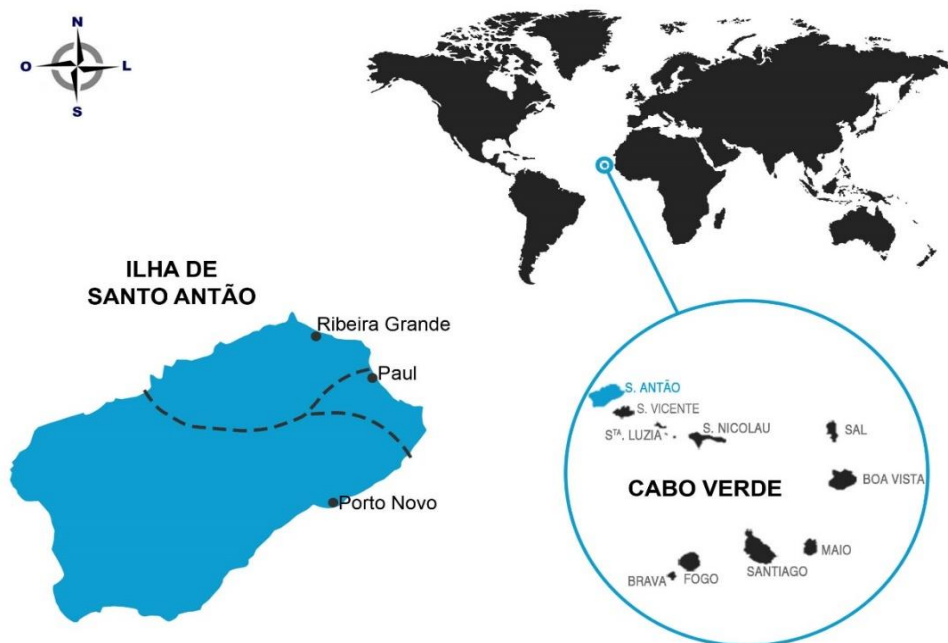 N
O
L
S
ILHA DE
SANTO ANTÃO
Ribeira Grande
Paul
Porto Novo
S. ANTÃO
S. VICENTE
Sᵀᴬ. LUZIA
S. NICOLAU
SAL
BOA VISTA
CABO VERDE
MAIO
SANTIAGO
FOGO
BRAVA